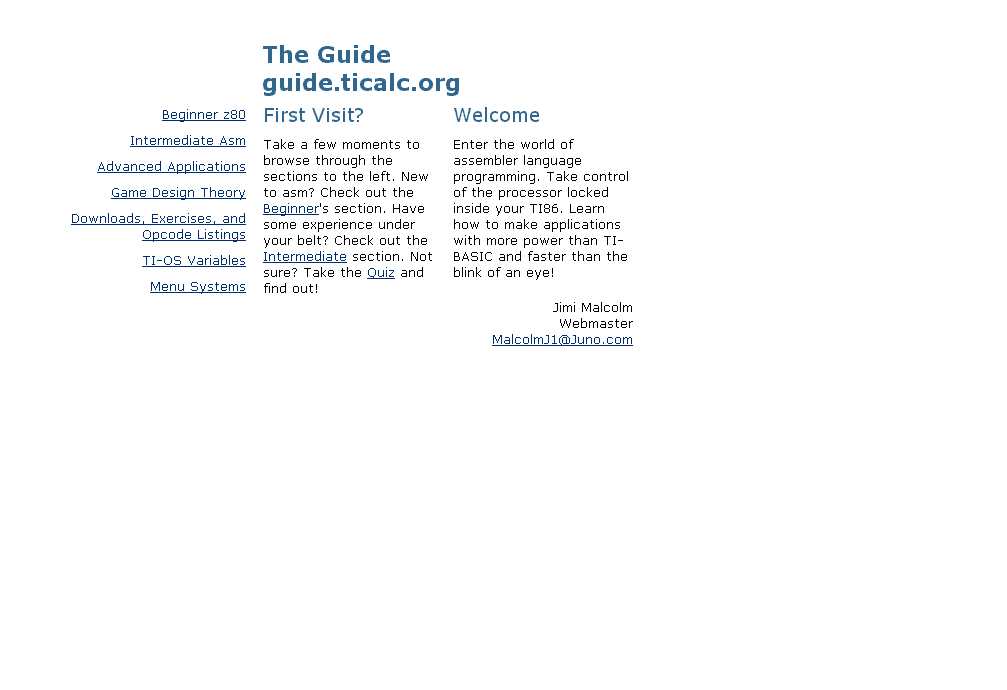 The Guide
guide.ticalc.org
Beginner z80
Intermediate Asm
Advanced Applications
Game Design Theory
Downloads, Exercises, and
Opcode Listings
TI-OS Variables
Menu Systems
First Visit?
Take a few moments to
browse through the
sections to the left. New
to asm? Check out the
Beginner's section. Have
some experience under
your belt? Check out the
Intermediate section. Not
sure? Take the Quiz and
find out!
Welcome
Enter the world of
assembler language
programming. Take control
of the processor locked
inside your TI86. Learn
how to make applications
with more power than TI-
BASIC and faster than the
blink of an eye!
Jimi Malcolm
Webmaster
MalcolmJ1@Juno.com